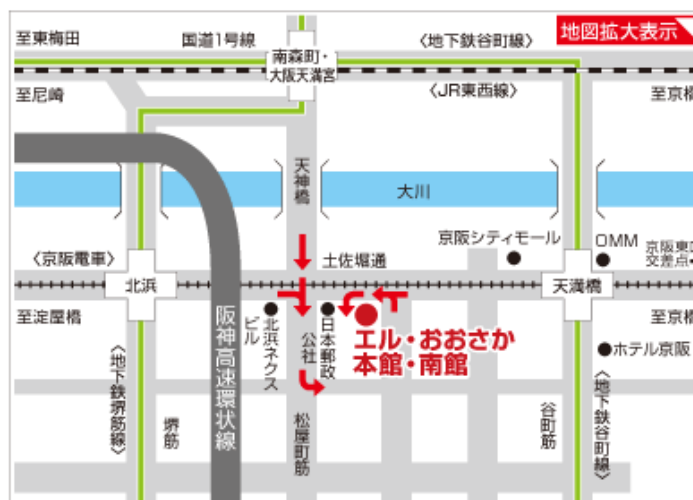 至東梅田
国道1号線
〈地下鉄谷町線〉
地図拡大表示
南森町・
大阪天満宮
至尼崎
〈JR東西線〉
至京橋
天神橋
大川
京阪シティモール
OMM
京阪東口
交差点
〈京阪電車〉
北浜
土佐堀通
天満橋
至淀屋橋
阪神高速環状線
北浜ネクス
ビル
日本郵政
公社
エル・おおさか
本館・南館
至京橋
ホテル京阪
〈地下鉄堺筋線〉
堺筋
松屋町筋
谷町筋
〈地下鉄谷町線〉